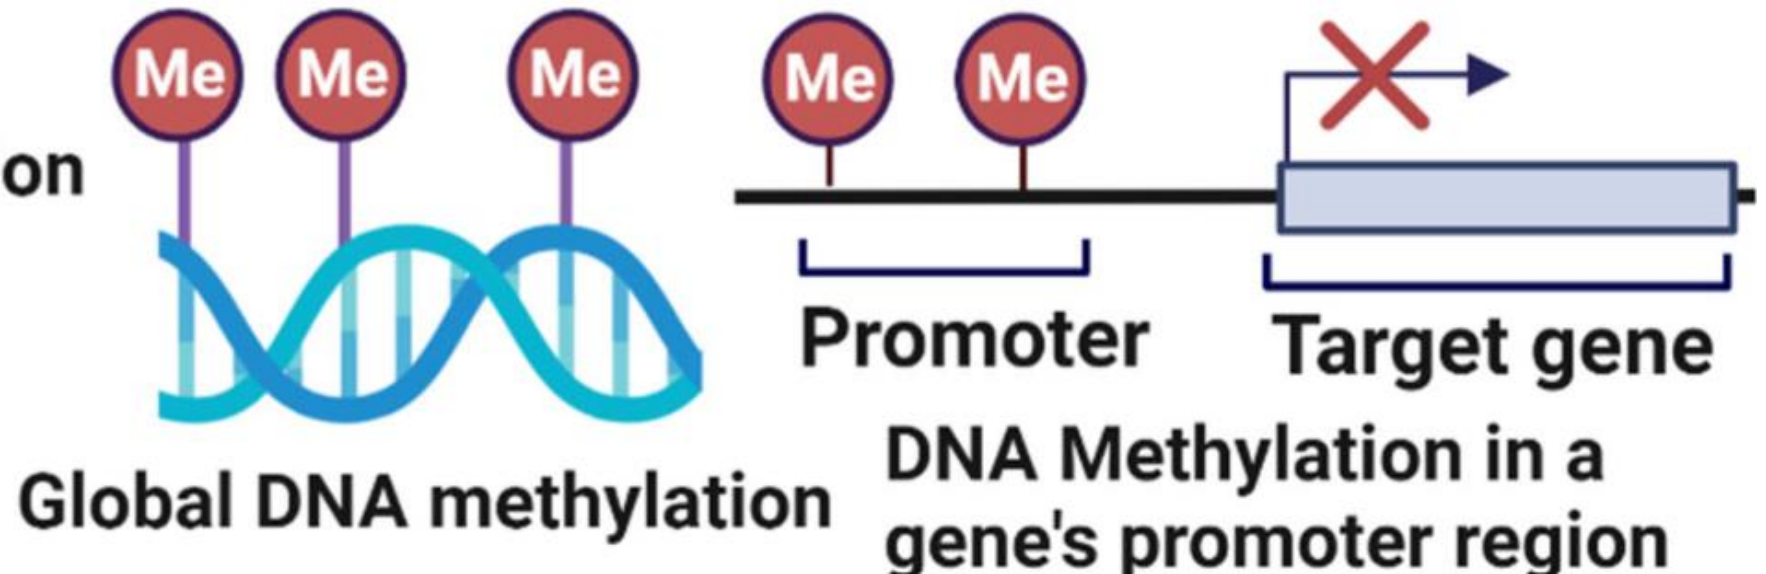 Me Me Me Me Me
on
Promoter
Target gene
Global DNA methylation
DNA Methylation in a
gene's promoter region